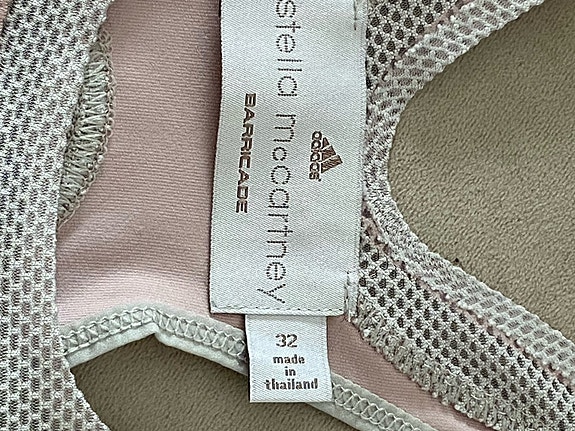 stella mccartney
adidas
BARRICADE
32
made
in
thailand